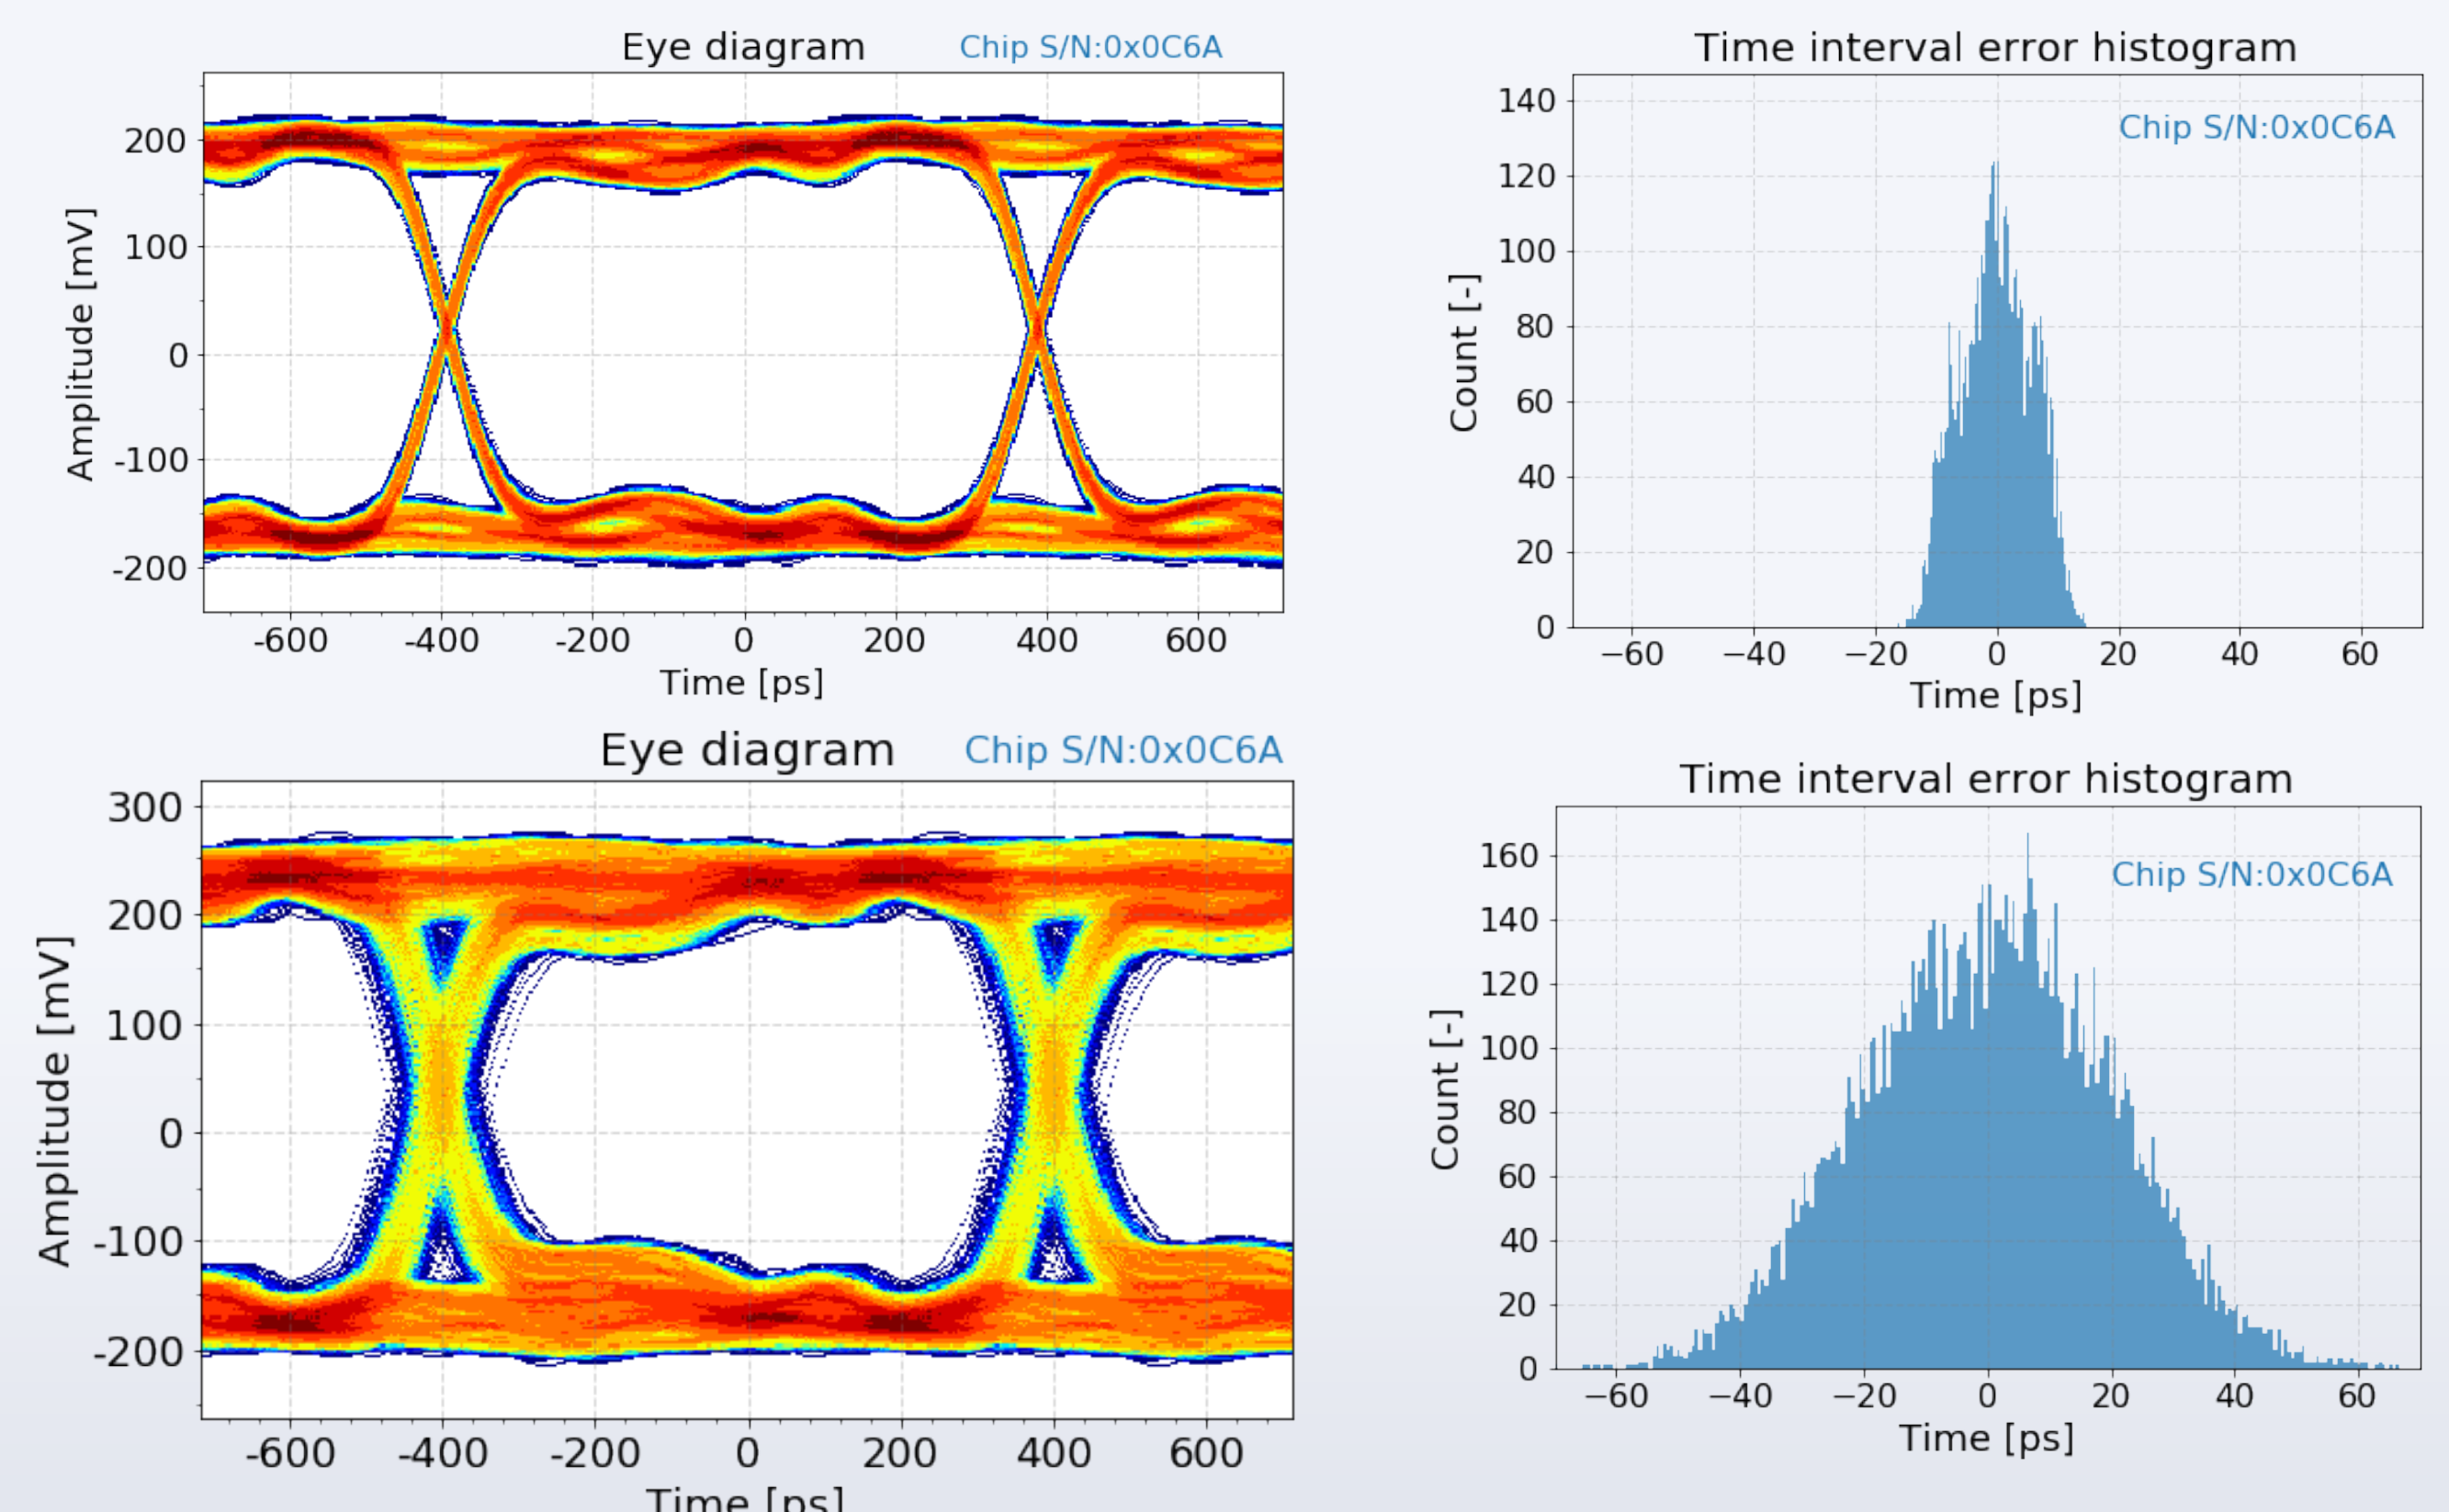 Eye diagram Chip S/N:0x0C6A
Amplitude [mV]
200
100
0
-100
-200
-600 -400 -200 0 200 400 600
Time [ps]
Time interval error histogram
Chip S/N:0x0C6A
Count [-]
140
120
100
80
60
40
20
0
−60 −40 −20 0 20 40 60
Time [ps]
Eye diagram Chip S/N:0x0C6A
Amplitude [mV]
300
200
100
0
-100
-200
-600 -400 -200 0 200 400 600
Time [ps]
Time interval error histogram
Chip S/N:0x0C6A
Count [-]
160
140
120
100
80
60
40
20
0
−60 −40 −20 0 20 40 60
Time [ps]